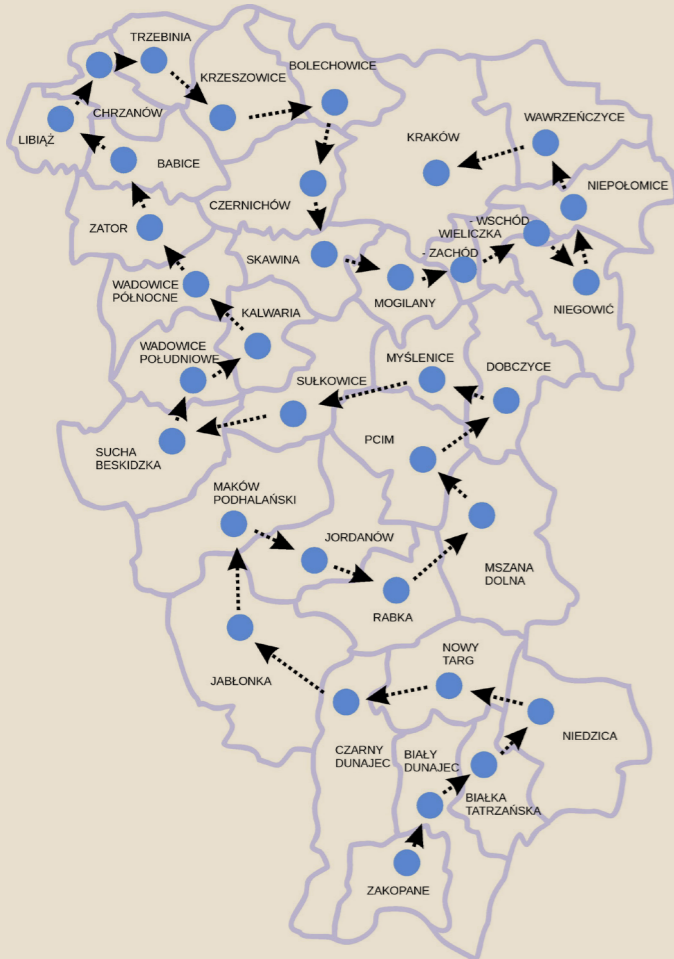 TRZEBINIA
KRZESZOWICE
BOLECHOWICE
CHRZANÓW
LIBIĄŻ
KRAKÓW
WAWRZEŃCZYCE
BABICE
NIEPOŁOMICE
CZERNICHÓW
ZATOR
- WSCHÓD
WIELICZKA
- ZACHÓD
SKAWINA
WADOWICE
PÓŁNOCNE
MOGILANY
NIEGOWIĆ
KALWARIA
WADOWICE
POŁUDNIOWE
MYŚLENICE
DOBCZYCE
SUŁKOWICE
SUCHA
BESKIDZKA
PCIM
MAKÓW
PODHALAŃSKI
JORDANÓW
MSZANA
DOLNA
RABKA
NOWY
TARG
JABŁONKA
NIEDZICA
CZARNY
DUNAJEC
BIAŁY
DUNAJEC
BIAŁKA
TATRZAŃSKA
ZAKOPANE